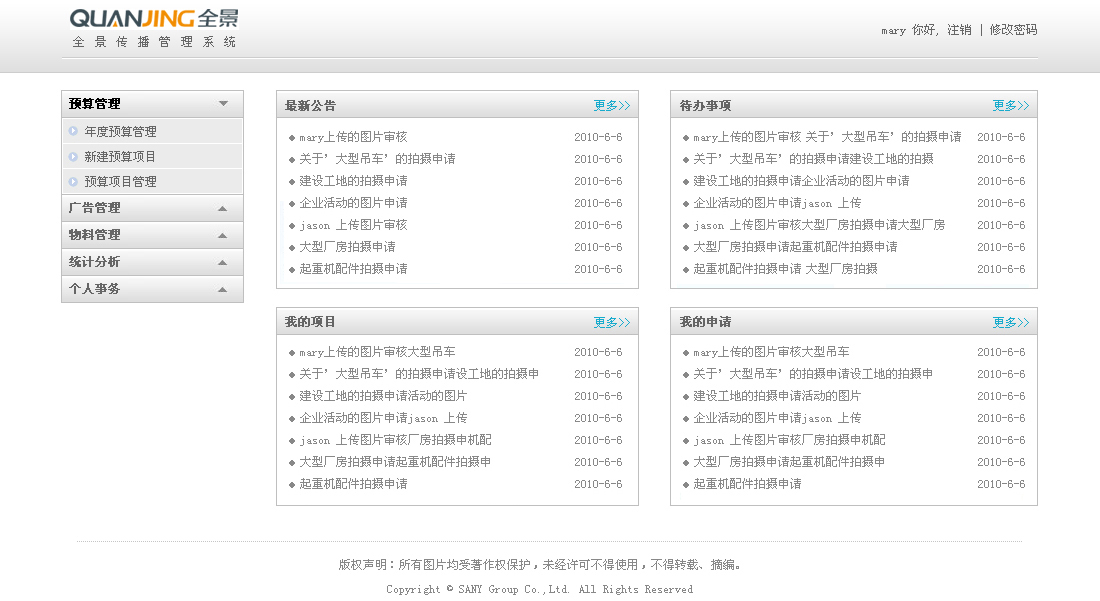 QUANJING全景
全景传播管理系统
mary 你好, 注销 | 修改密码
预算管理
年度预算管理
新建预算项目
预算项目管理
广告管理
物料管理
统计分析
个人事务
最新公告 更多>>
mary上传的图片审核 2010-6-6
关于’大型吊车’的拍摄申请 2010-6-6
建设工地的拍摄申请 2010-6-6
企业活动的图片申请 2010-6-6
jason 上传图片审核 2010-6-6
大型厂房拍摄申请 2010-6-6
起重机配件拍摄申请 2010-6-6
待办事项 更多>>
mary上传的图片审核 关于’大型吊车’的拍摄申请 2010-6-6
关于’大型吊车’的拍摄申请建设工地的拍摄 2010-6-6
建设工地的拍摄申请企业活动的图片申请 2010-6-6
企业活动的图片申请jason 上传 2010-6-6
jason 上传图片审核大型厂房拍摄申请大型厂房 2010-6-6
大型厂房拍摄申请起重机配件拍摄申请 2010-6-6
起重机配件拍摄申请 大型厂房拍摄 2010-6-6
我的项目 更多>>
mary上传的图片审核大型吊车 2010-6-6
关于’大型吊车’的拍摄申请设工地的拍摄申 2010-6-6
建设工地的拍摄申请活动的图片 2010-6-6
企业活动的图片申请jason 上传 2010-6-6
jason 上传图片审核厂房拍摄申机配 2010-6-6
大型厂房拍摄申请起重机配件拍摄申 2010-6-6
起重机配件拍摄申请 2010-6-6
我的申请 更多>>
mary上传的图片审核大型吊车 2010-6-6
关于’大型吊车’的拍摄申请设工地的拍摄申 2010-6-6
建设工地的拍摄申请活动的图片 2010-6-6
企业活动的图片申请jason 上传 2010-6-6
jason 上传图片审核厂房拍摄申机配 2010-6-6
大型厂房拍摄申请起重机配件拍摄申 2010-6-6
起重机配件拍摄申请 2010-6-6
版权声明：所有图片均受著作权保护，未经许可不得使用，不得转载、摘编。
Copyright © SANY Group Co.,Ltd. All Rights Reserved